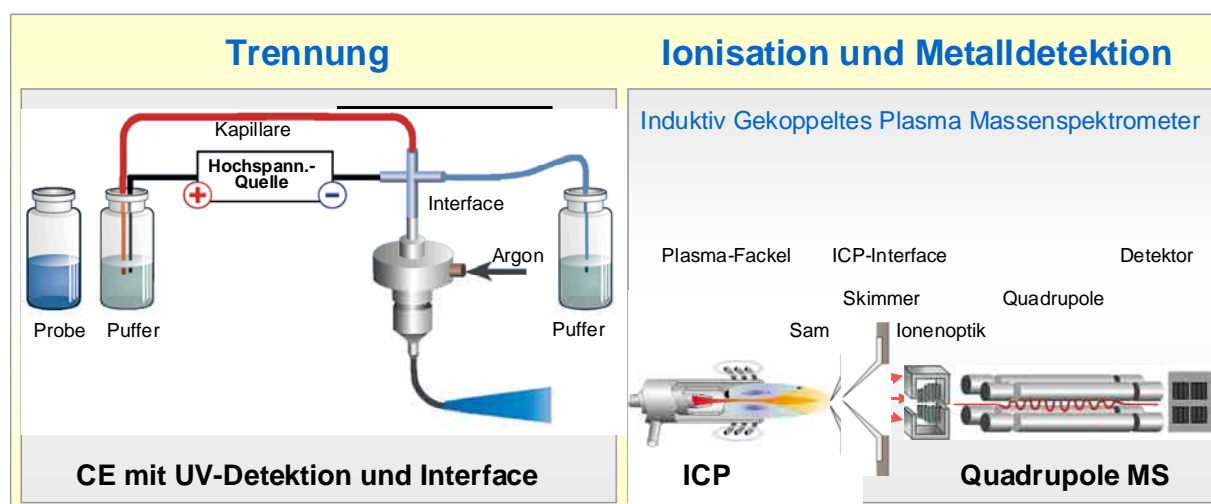 Trennung
Kapillare
Hochspann.-
Quelle
+
−
Interface
Argon
Probe
Puffer
Puffer
CE mit UV-Detektion und Interface
Ionisation und Metalldetektion
Induktiv Gekoppeltes Plasma Massenspektrometer
Plasma-Fackel
ICP-Interface
Detektor
Skimmer
Quadrupole
Sam
Ionenoptik
ICP
Quadrupole MS